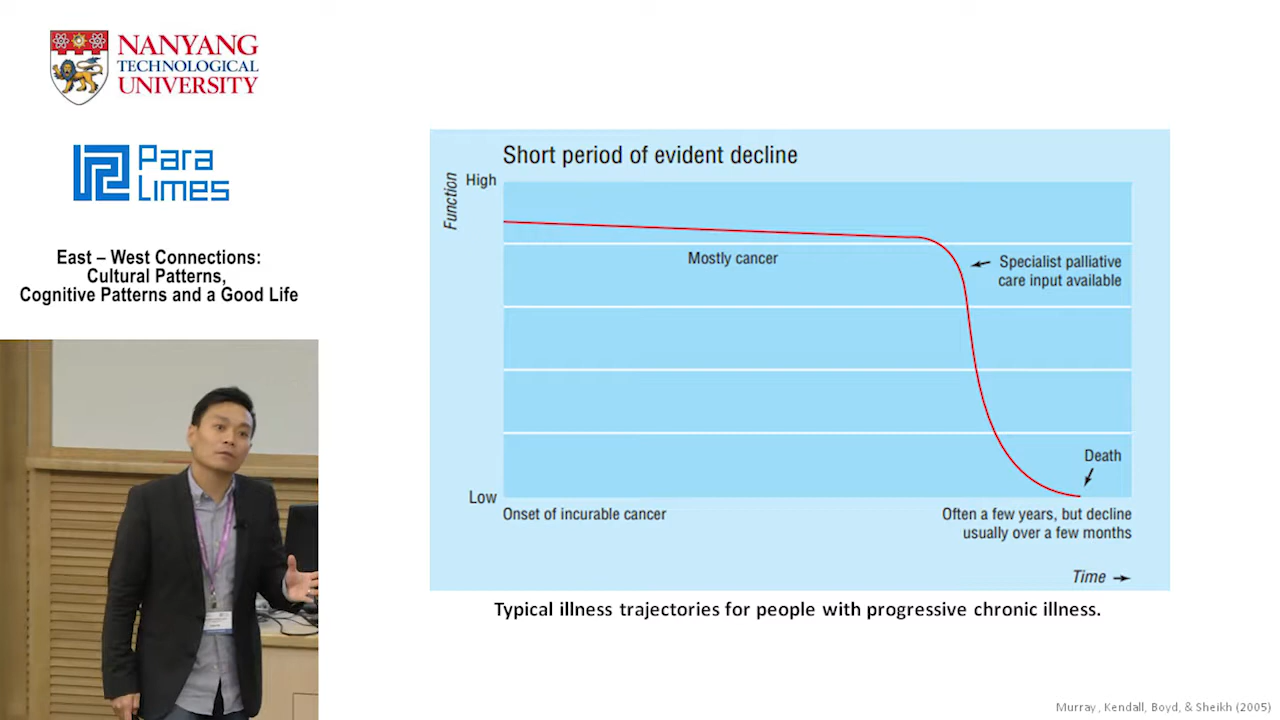 NANYANG
TECHNOLOGICAL
UNIVERSITY
Para
Limes
East – West Connections:
Cultural Patterns,
Cognitive Patterns and a Good Life
Short period of evident decline
Function
High
Mostly cancer
Specialist palliative
care input available
Death
Low
Onset of incurable cancer
Often a few years, but decline
usually over a few months
Time
Typical illness trajectories for people with progressive chronic illness.
Murray, Kendall, Boyd, & Sheikh (2005)